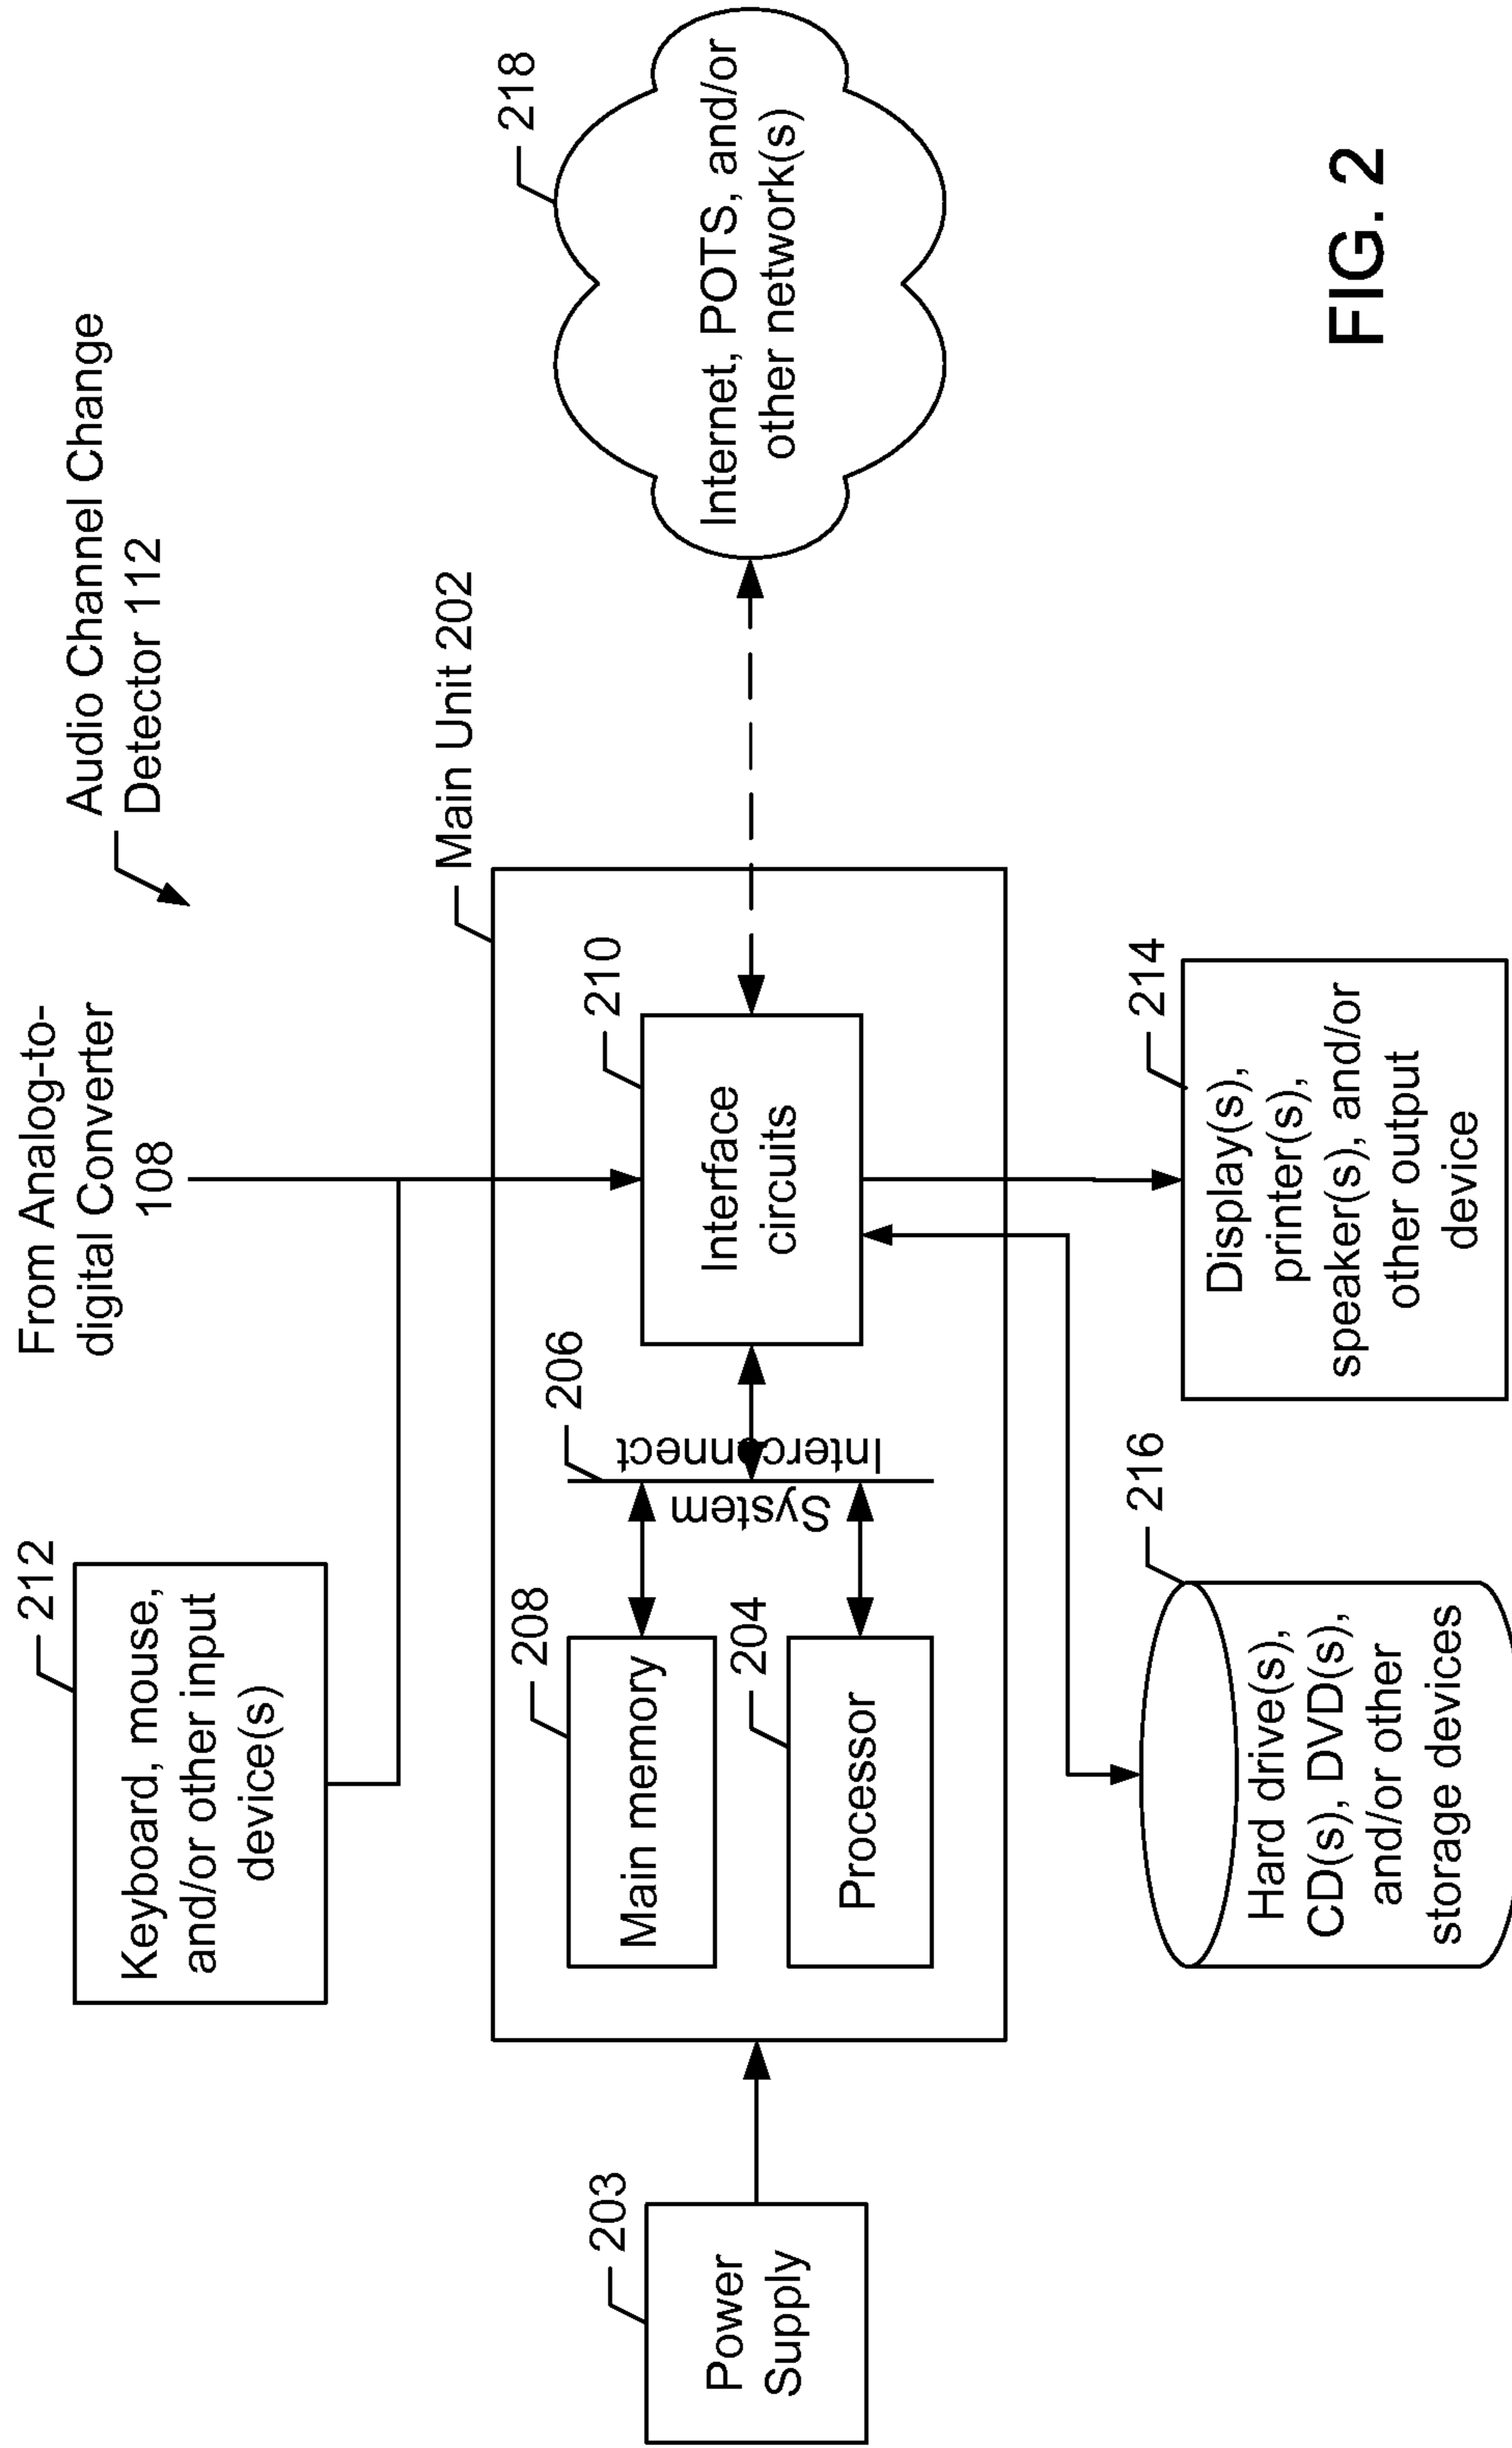 From Analog-to-
digital Converter
108
Audio Channel Change
Detector 112
212
Keyboard, mouse,
and/or other input
device(s)
Main Unit 202
218
Internet, POTS, and/or
other network(s)
203
Power
Supply
208
Main memory
204
Processor
206
System
Interconnect
210
Interface
circuits
216
Hard drive(s),
CD(s), DVD(s),
and/or other
storage devices
214
Display(s),
printer(s),
speaker(s), and/or
other output
device
FIG. 2